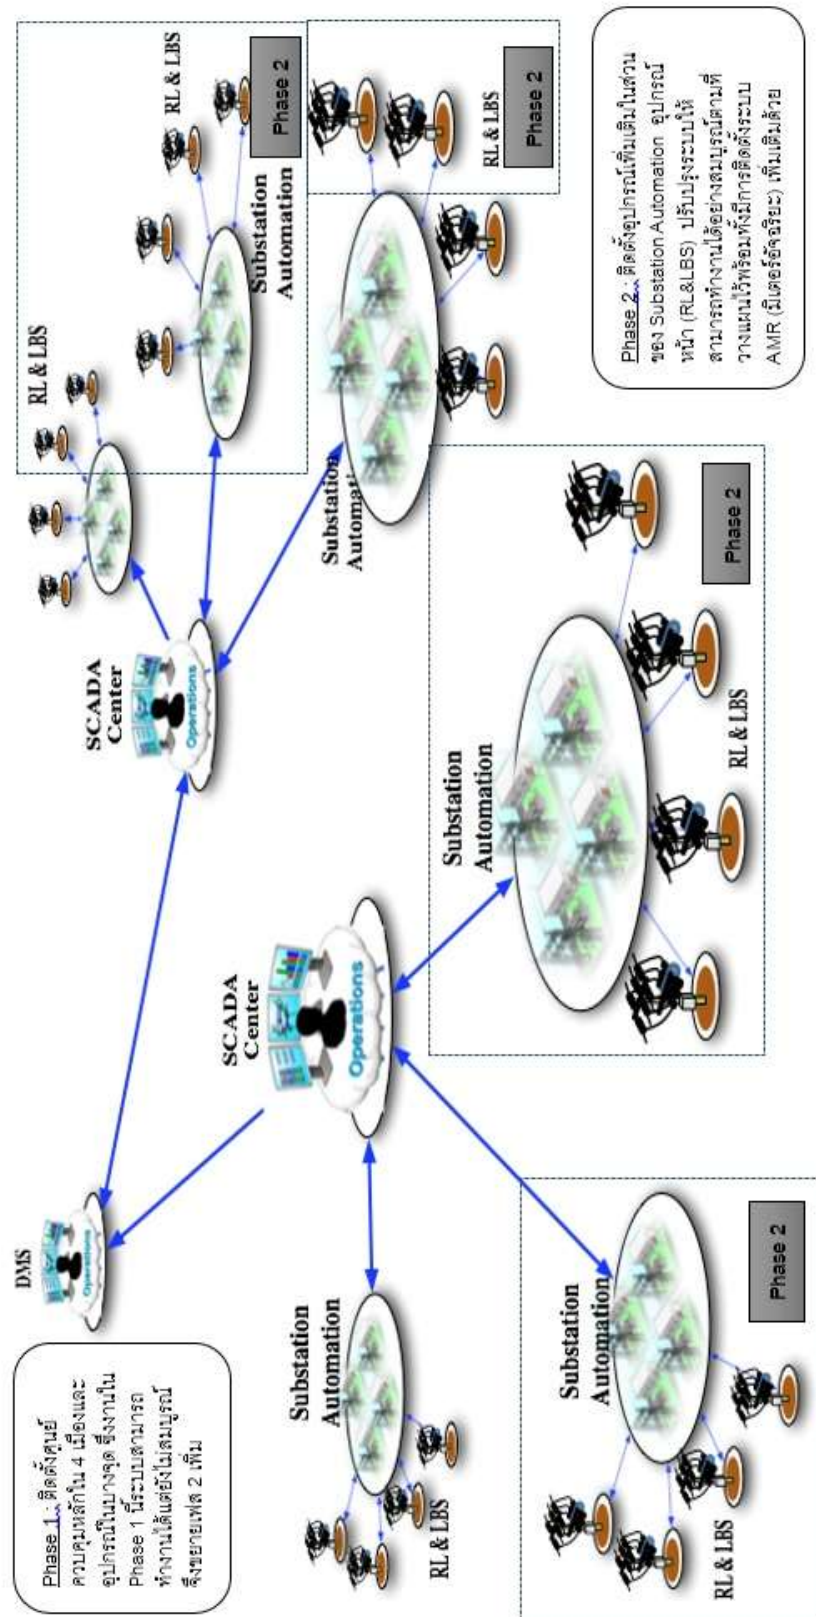 Phase 1 : ติดตั้งศูนย์
ควบคุมหลักใน 4 เมืองและ
อุปกรณ์ในบางจุด ซึ่งงานใน
Phase 1 นี้ระบบสามารถ
ทำงานได้แต่ยังไม่สมบูรณ์
จึงขยายเฟส 2 เพิ่ม
DMS
Operations
SCADA
Center
Operations
SCADA
Center
Operations
RL & LBS
RL & LBS
Phase 2
Substation
Automation
Phase 2
RL & LBS
Substation
Automati
Substation
Automation
RL & LBS
Substation
Automation
RL & LBS
Phase 2
Substation
Automation
RL & LBS
Phase 2
Phase 2 : ติดตั้งอุปกรณ์เพิ่มเติมในส่วน
ของ Substation Automation อุปกรณ์
หน้า (RL&LBS) ปรับปรุงระบบให้
สามารถทำงานได้อย่างสมบูรณ์ตามที่
วางแผนไว้พร้อมทั้งมีการติดตั้งระบบ
AMR (มิเตอร์อัจฉริยะ) เพิ่มเติมด้วย